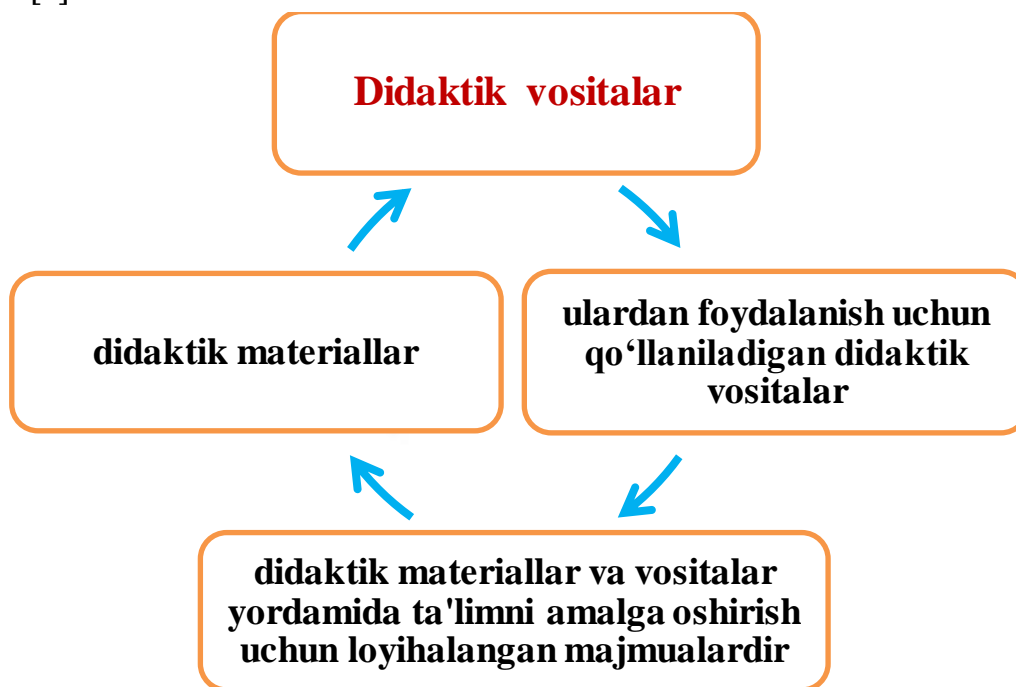 Didaktik vositalar
didaktik materiallar
ulardan foydalanish uchun
qo‘llaniladigan didaktik
vositalar
didaktik materiallar va vositalar
yordamida ta'limni amalga oshirish
uchun loyihalangan majmualardir